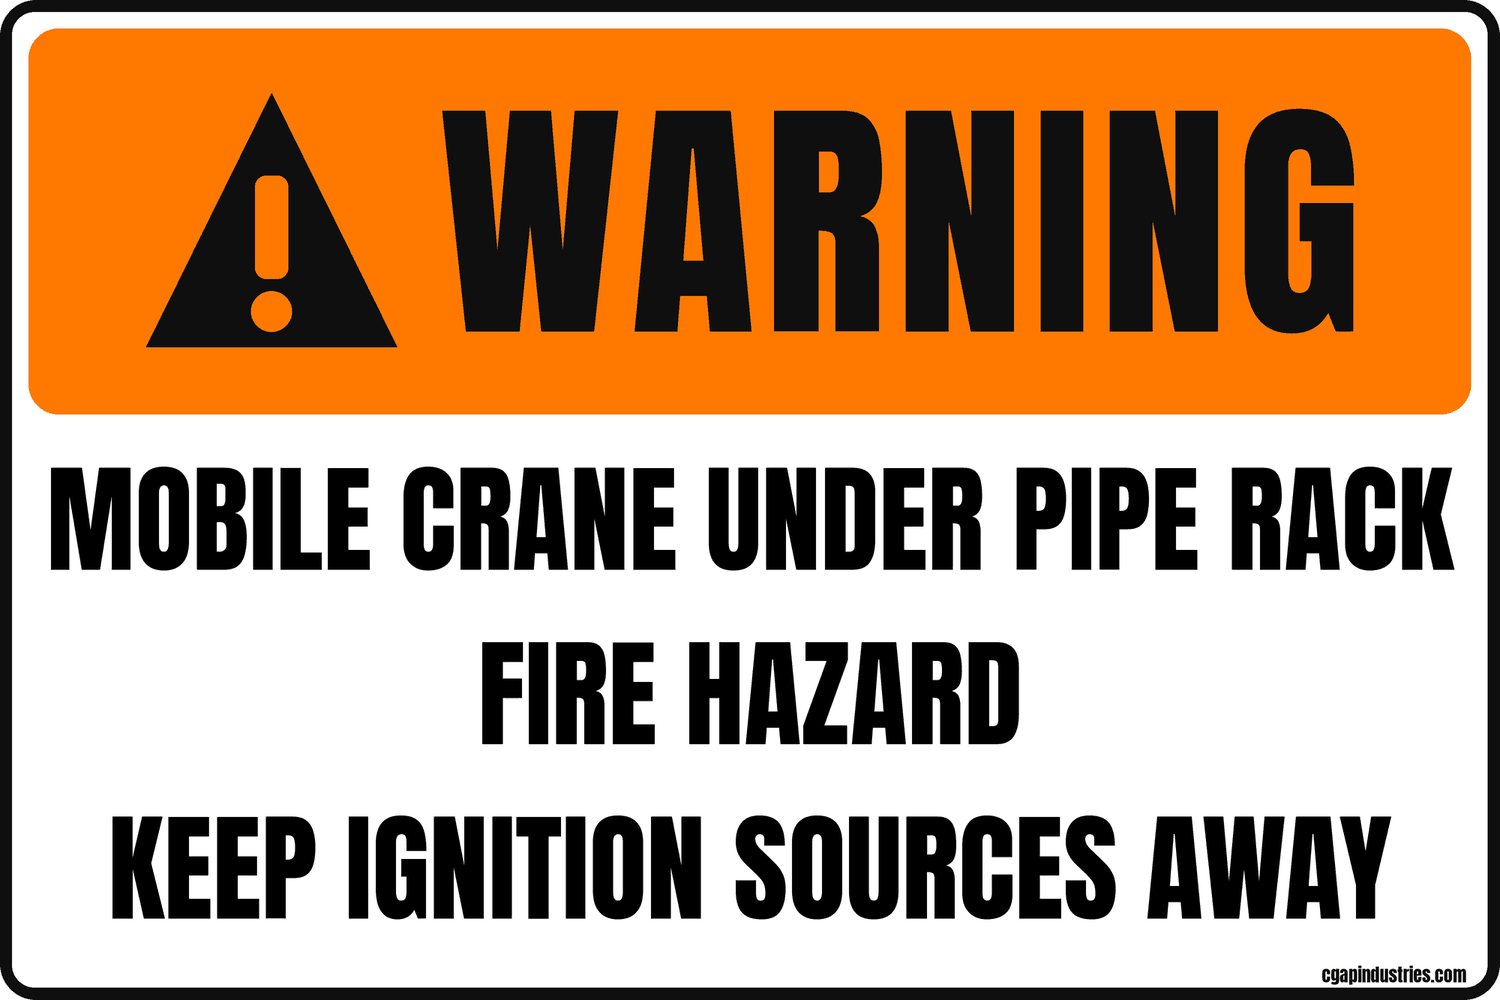 WARNING
MOBILE CRANE UNDER PIPE RACK
FIRE HAZARD
KEEP IGNITION SOURCES AWAY
cgapindustries.com